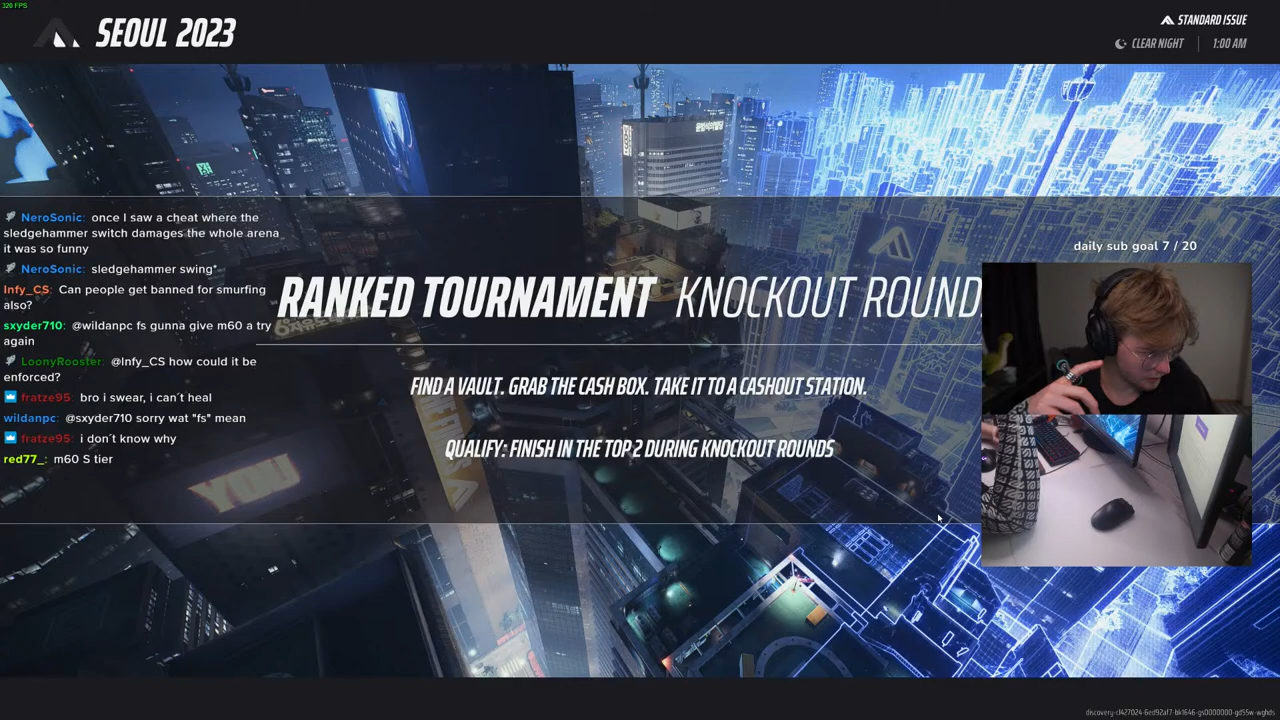 320 FPS
SEOUL 2023
STANDARD ISSUE
CLEAR NIGHT
1:00 AM
NeroSonic: once I saw a cheat where the
sledgehammer switch damages the whole arena
it was so funny
NeroSonic: sledgehammer swing*
Infy_CS: Can people get banned for smurfing
also?
sxyder710: @wildanpc fs gunna give m60 a try
again
LoonyRooster: @Infy_CS how could it be
enforced?
fratze95: bro i swear, i can´t heal
wildanpc: @sxyder710 sorry wat "fs" mean
fratze95: i don´t know why
red77_: m60 S tier
daily sub goal 7 / 20
RANKED TOURNAMENT KNOCKOUT ROUND
FIND A VAULT. GRAB THE CASH BOX. TAKE IT TO A CASHOUT STATION.
QUALIFY: FINISH IN THE TOP 2 DURING KNOCKOUT ROUNDS
YOU